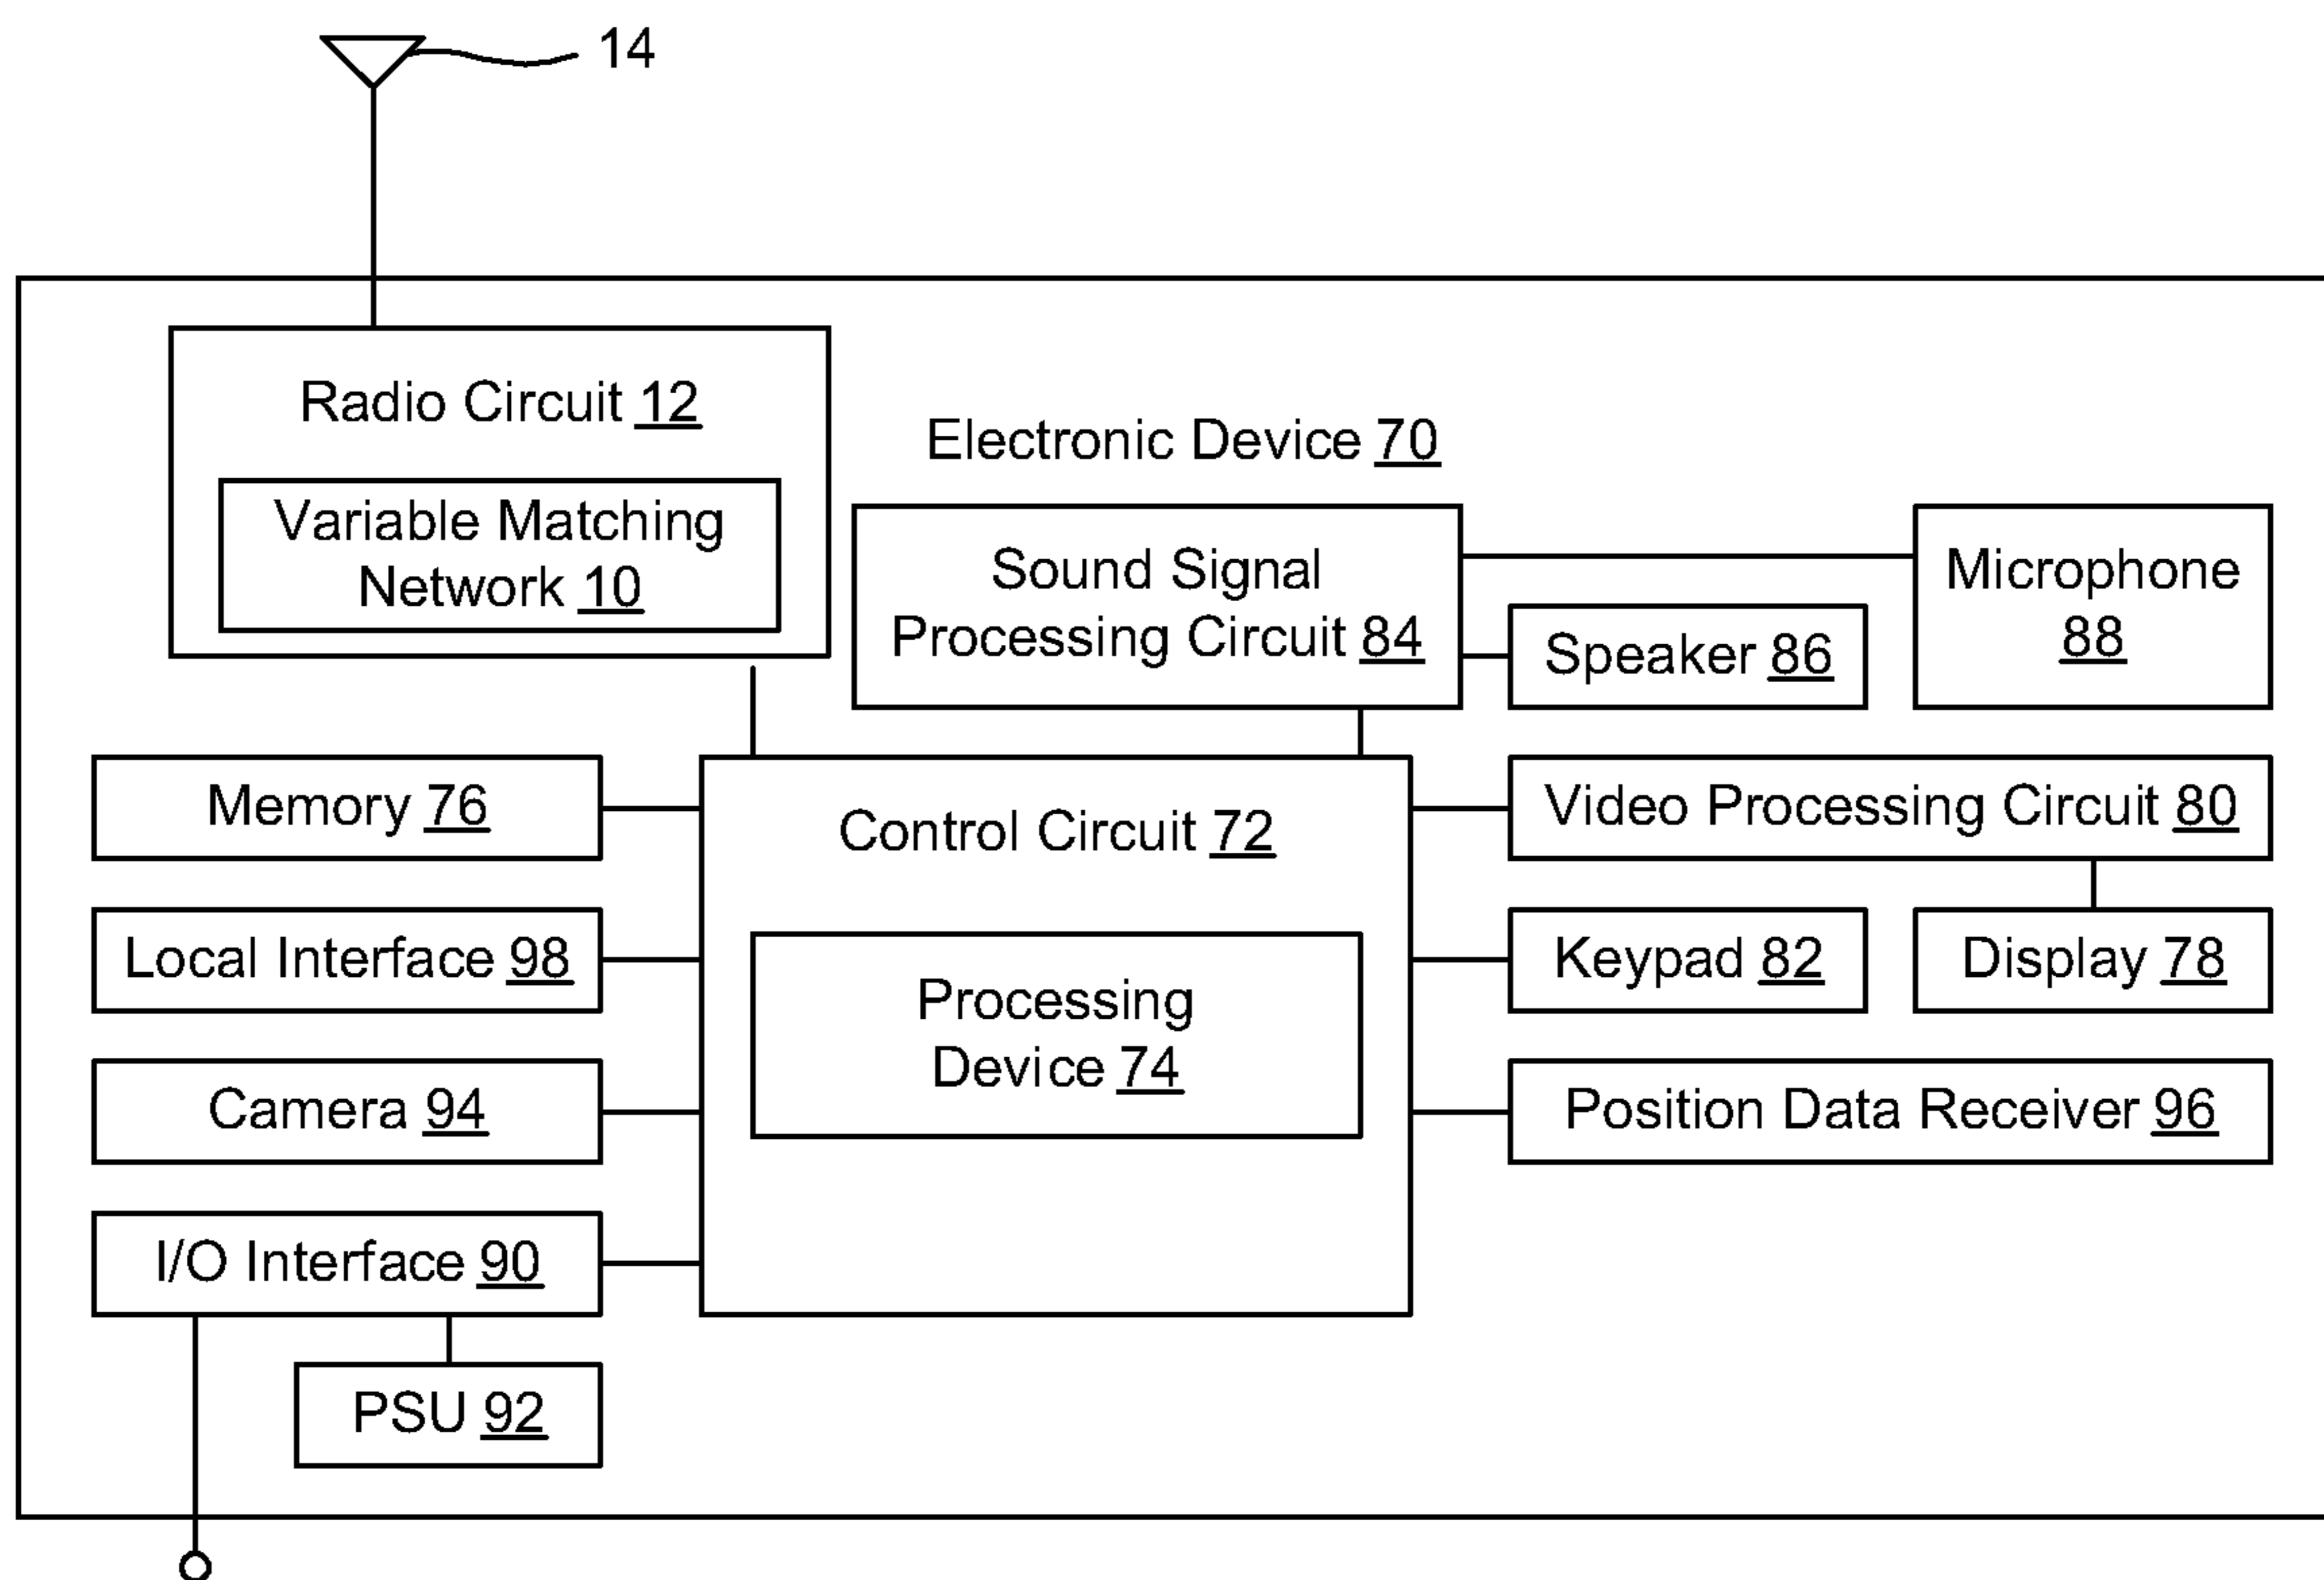 14
Radio Circuit 12
Variable Matching
Network 10
Electronic Device 70
Sound Signal
Processing Circuit 84
Microphone
88
Speaker 86
Memory 76
Control Circuit 72
Video Processing Circuit 80
Local Interface 98
Processing
Device 74
Keypad 82
Display 78
Camera 94
Position Data Receiver 96
I/O Interface 90
PSU 92